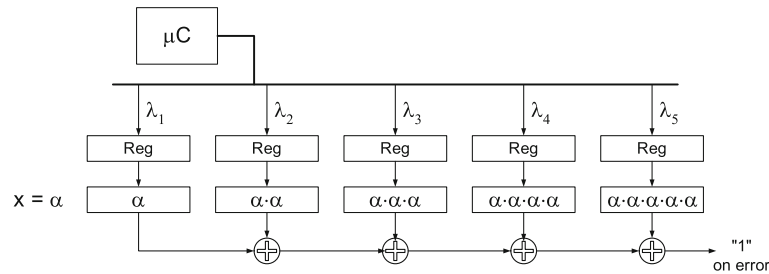 μC
λ1 λ2 λ3 λ4 λ5
Reg Reg Reg Reg Reg
x = α α α·α α·α·α α·α·α·α α·α·α·α·α
"1"
on error